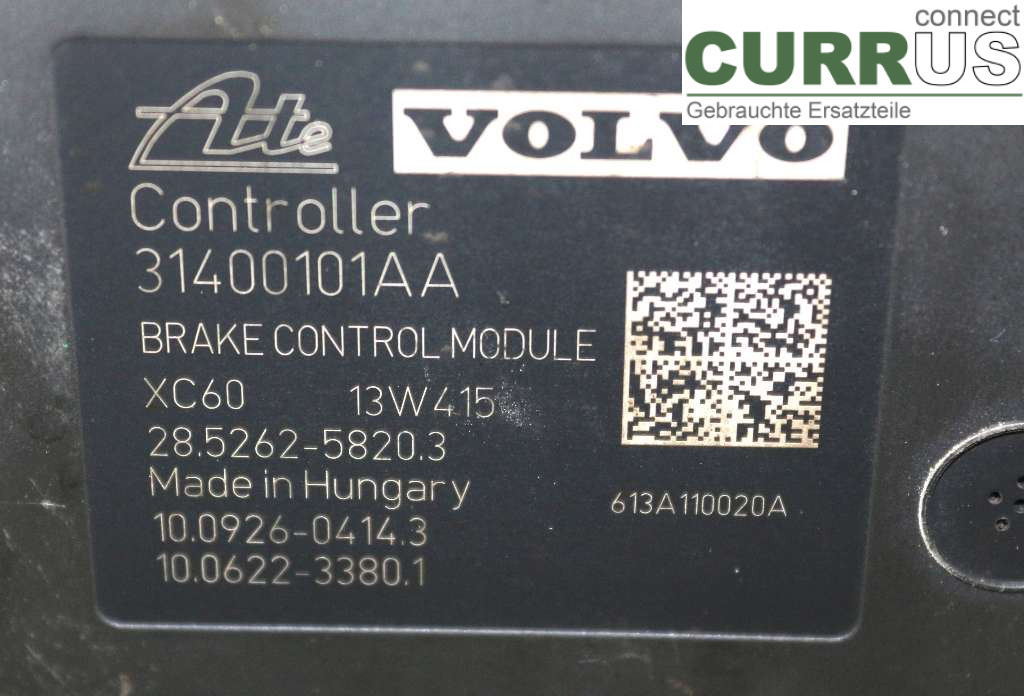 connect
CURRUS
Gebrauchte Ersatzteile
Ate VOLVO
Controller
31400101AA
BRAKE CONTROL MODULE
XC60 13W415
28.5262-5820.3
Made in Hungary
613A110020A
10.0926-0414.3
10.0622-3380.1